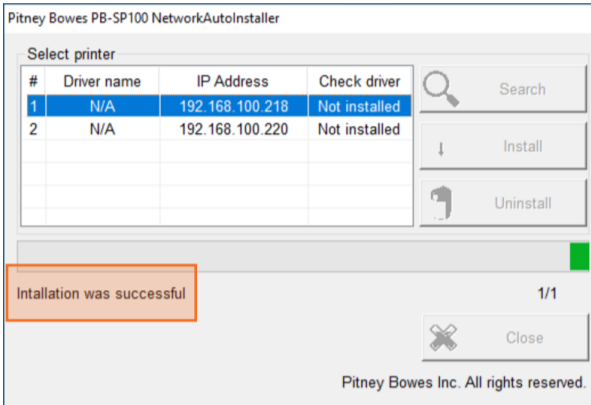 Pitney Bowes PB-SP100 NetworkAutoInstaller
Select printer
# Driver name IP Address Check driver
1 N/A 192.168.100.218 Not installed
2 N/A 192.168.100.220 Not installed
Search
Install
Uninstall
Intallation was successful 1/1
Close
Pitney Bowes Inc. All rights reserved.